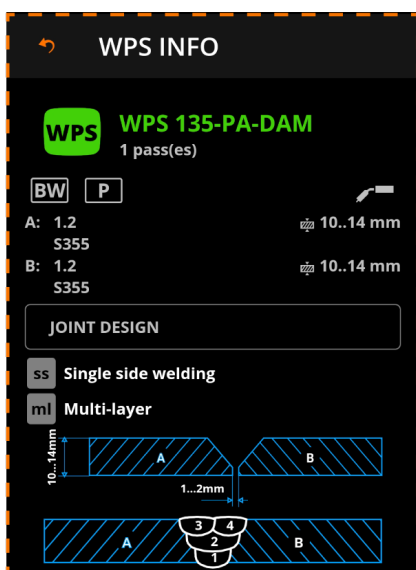 WPS INFO
WPS
WPS 135-PA-DAM
1 pass(es)
BW P
A: 1.2 10..14 mm
S355
B: 1.2 10..14 mm
S355
JOINT DESIGN
ss Single side welding
ml Multi-layer
10...14mm
A B
1...2mm
3 4
A 2 B
1